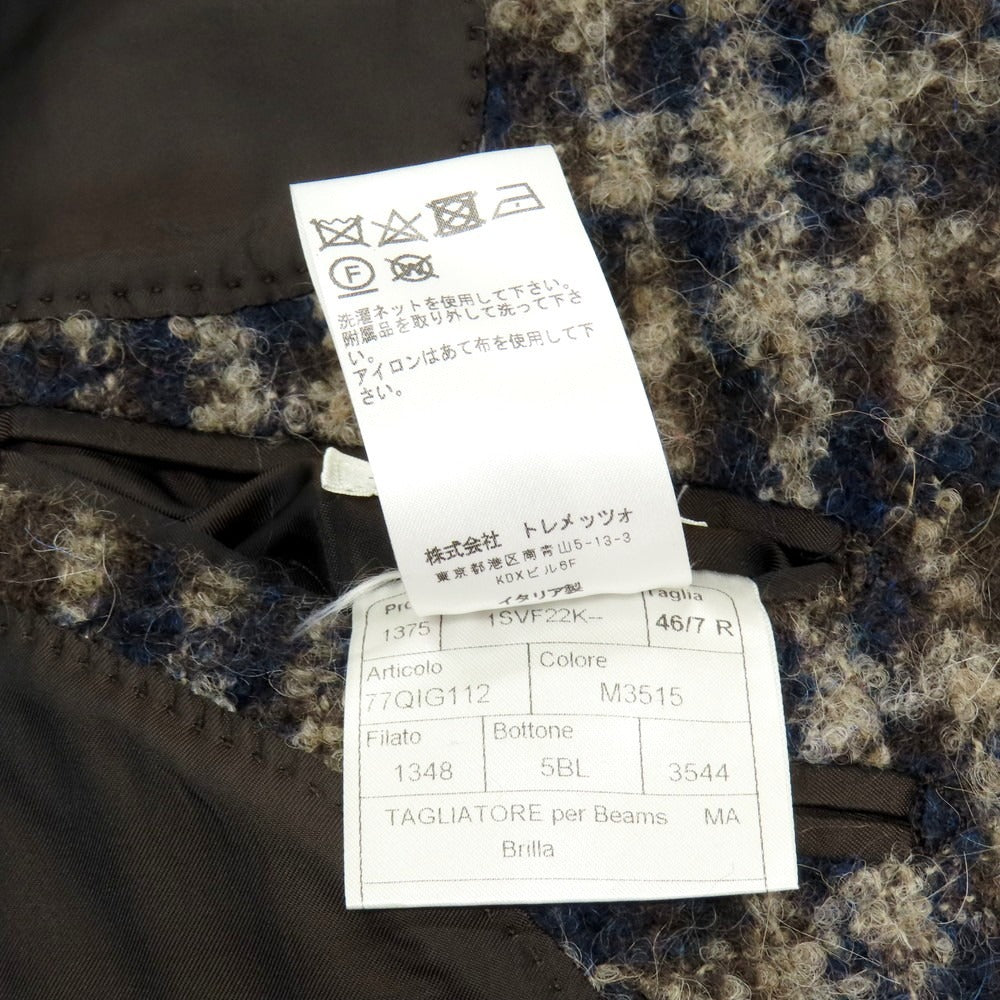 F
W
洗濯ネットを使用して下さい。
附属品を取り外して洗って下さ
い。
アイロンはあて布を使用して下
さい。
株式会社 トレメッツォ
東京都港区南青山5-13-3
KDXビル6F
イタリア製
Taglia
1375 1SVF22K-- 46/7 R
Articolo Colore
77QIG112 M3515
Filato Bottone
1348 5BL 3544
TAGLIATORE per Beams MA
Brilla